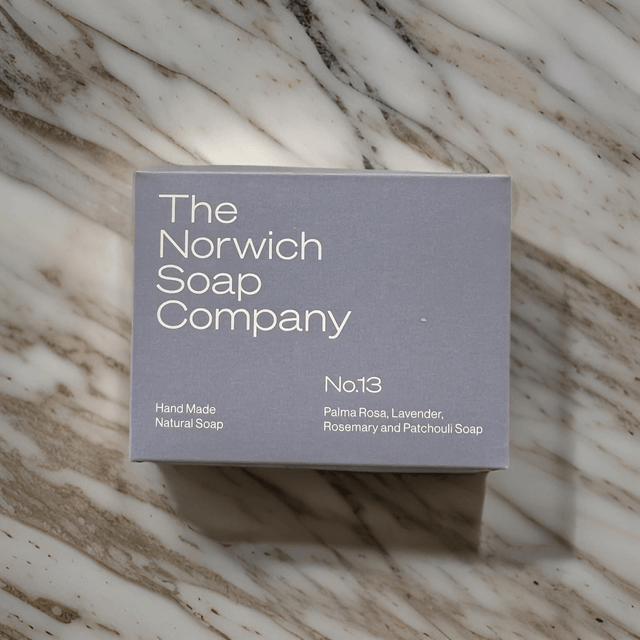 The
Norwich
Soap
Company
No.13
Hand Made
Natural Soap
Palma Rosa, Lavender,
Rosemary and Patchouli Soap